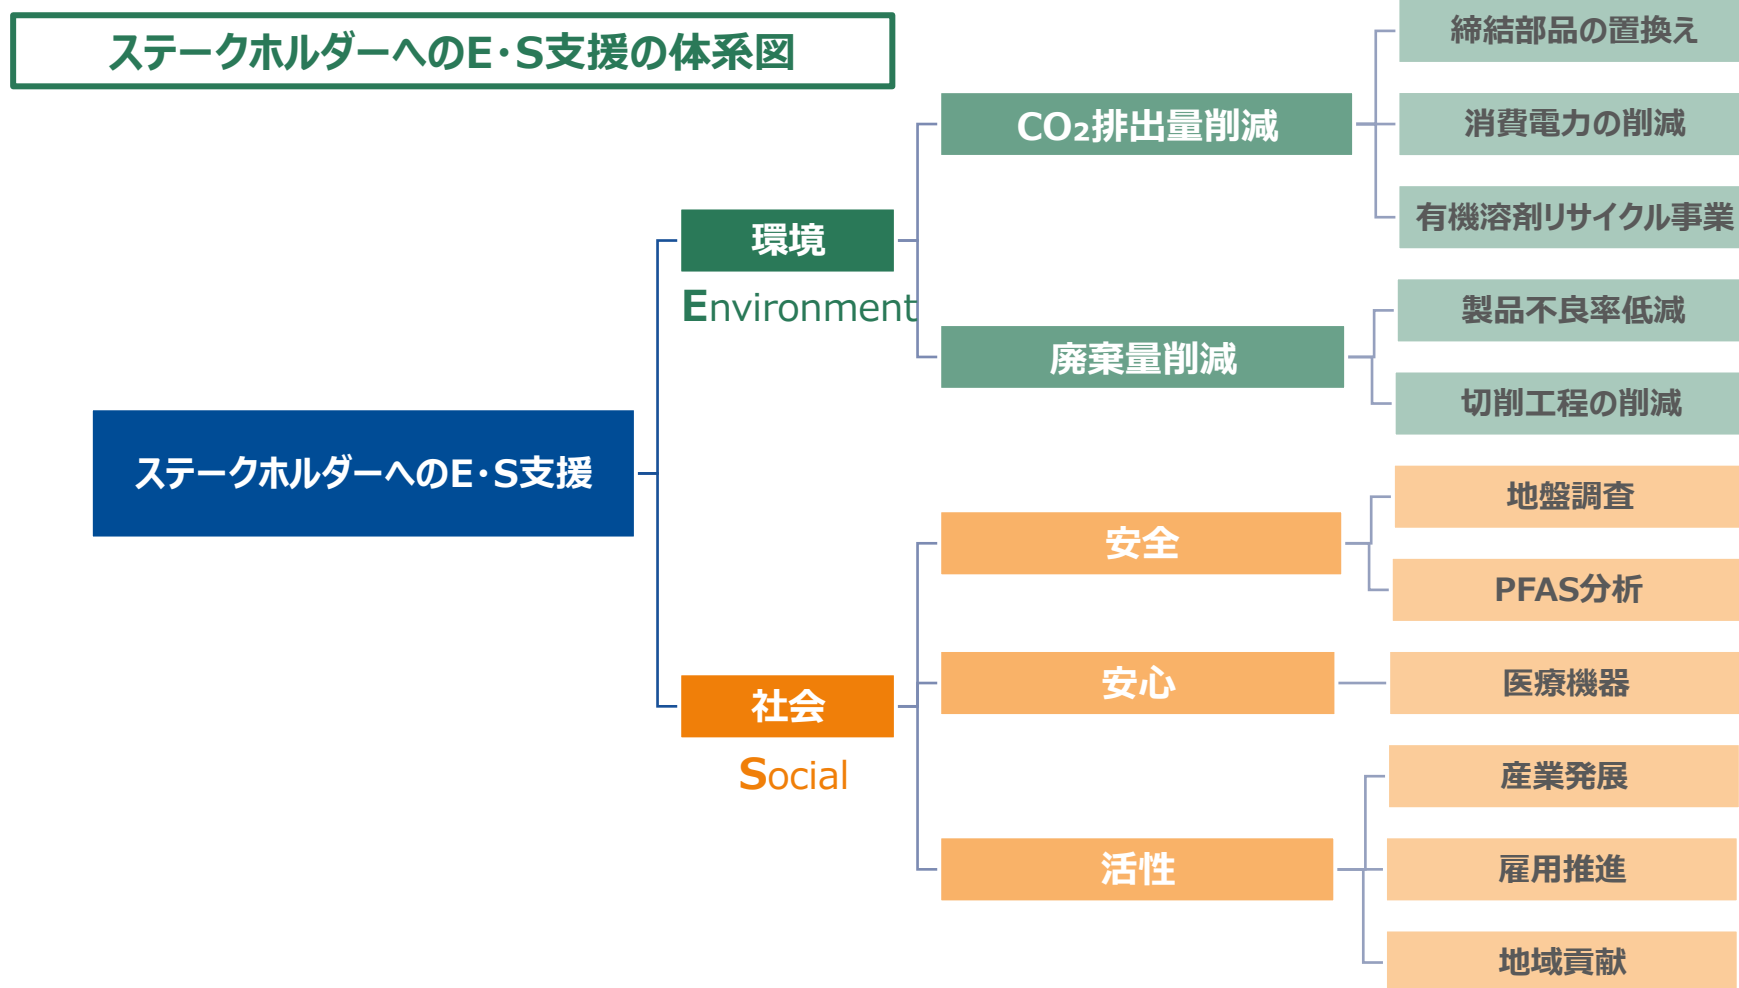 ステークホルダーへのE・S支援の体系図
ステークホルダーへのE・S支援
環境
Environment
CO₂排出量削減
締結部品の置換え
消費電力の削減
有機溶剤リサイクル事業
廃棄量削減
製品不良率低減
切削工程の削減
社会
Social
安全
地盤調査
PFAS分析
安心
医療機器
活性
産業発展
雇用推進
地域貢献